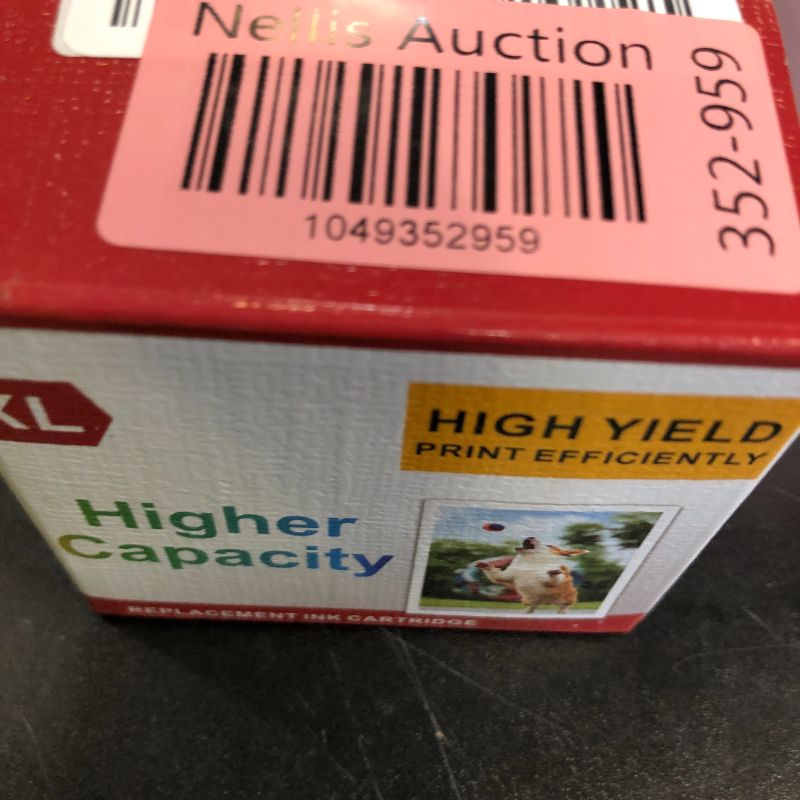 Nellis Auction
352-959
1049352959
XL
HIGH YIELD
PRINT EFFICIENTLY
Higher
Capacity
REPLACEMENT INK CARTRIDGE